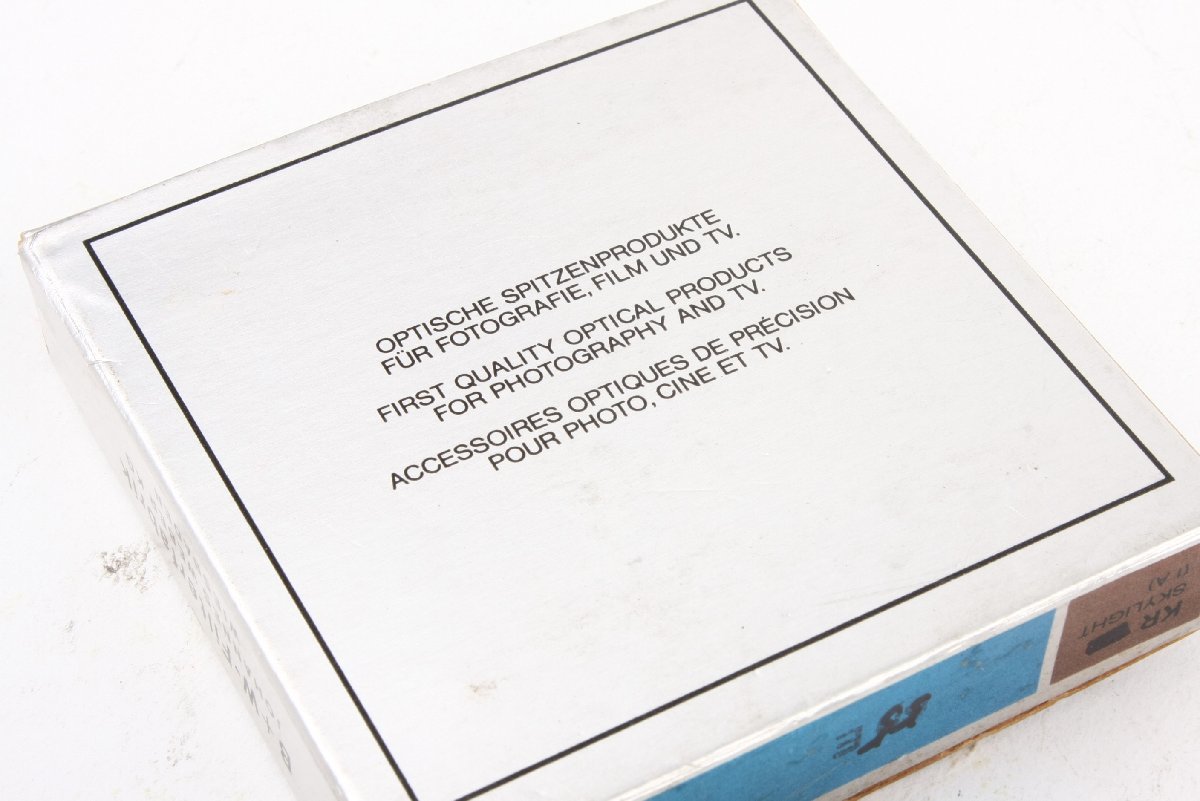 OPTISCHE SPITZENPRODUKTE
FÜR FOTOGRAFIE, FILM UND TV.
FIRST QUALITY OPTICAL PRODUCTS
FOR PHOTOGRAPHY AND TV.
ACCESSOIRES OPTIQUES DE PRÉCISION
POUR PHOTO, CINE ET TV.
KR
SKYLIGHT
(1 A)